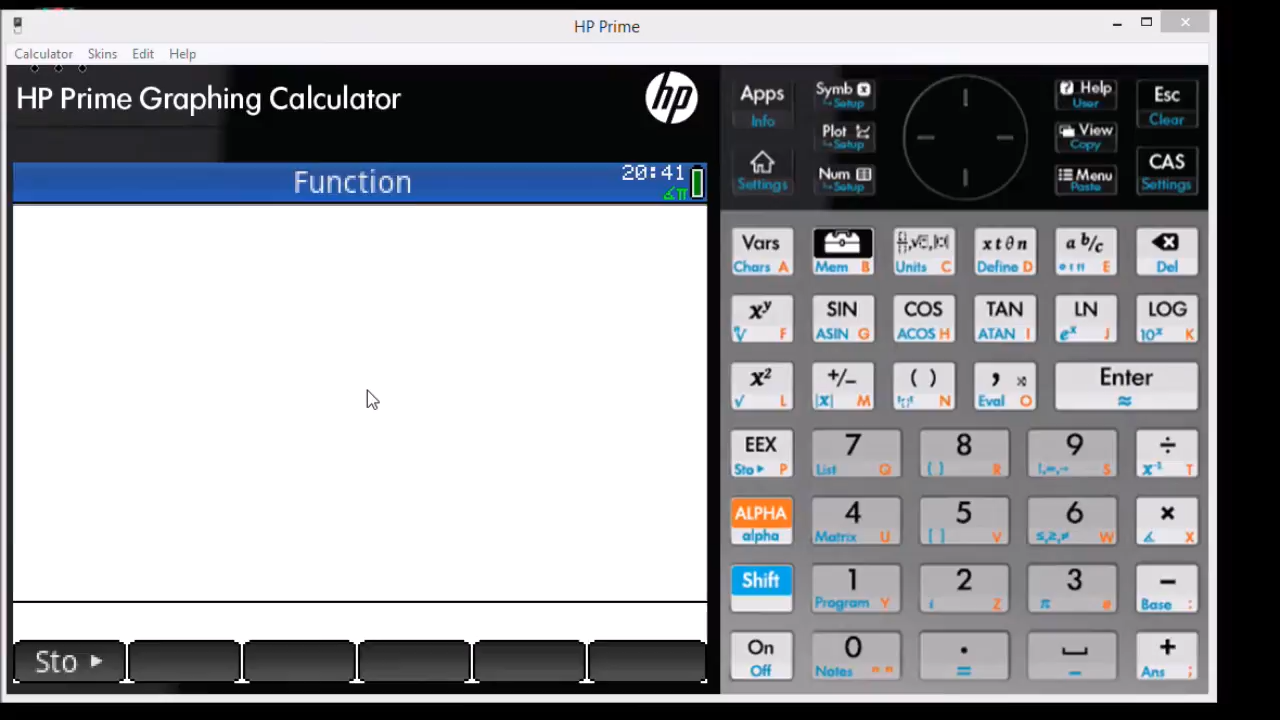 HP Prime
Calculator Skins Edit Help
HP Prime Graphing Calculator
hp
Function
20:41
∡π
Sto ►
Apps
Info
Symb
Setup
Plot
Setup
Num
Setup
Settings
Help
User
View
Copy
Menu
Paste
Esc
Clear
CAS
Settings
Vars
Chars A
Mem B
Units C
x t θ n
Define D
a b/c
E
Del
xʸ
F
SIN
ASIN G
COS
ACOS H
TAN
ATAN I
LN
eˣ J
LOG
10ˣ K
x²
√ L
+/−
|x| M
( )
N
,
Eval O
Enter
≈
EEX
Sto ► P
7
List Q
8
{ } R
9
S
÷
x⁻¹ T
ALPHA
alpha
4
Matrix U
5
[ ] V
6
≤,≥,≠ W
×
∡ X
Shift
1
Program Y
2
i Z
3
π #
−
Base :
On
Off
0
Notes " "
.
=
_
+
Ans ;